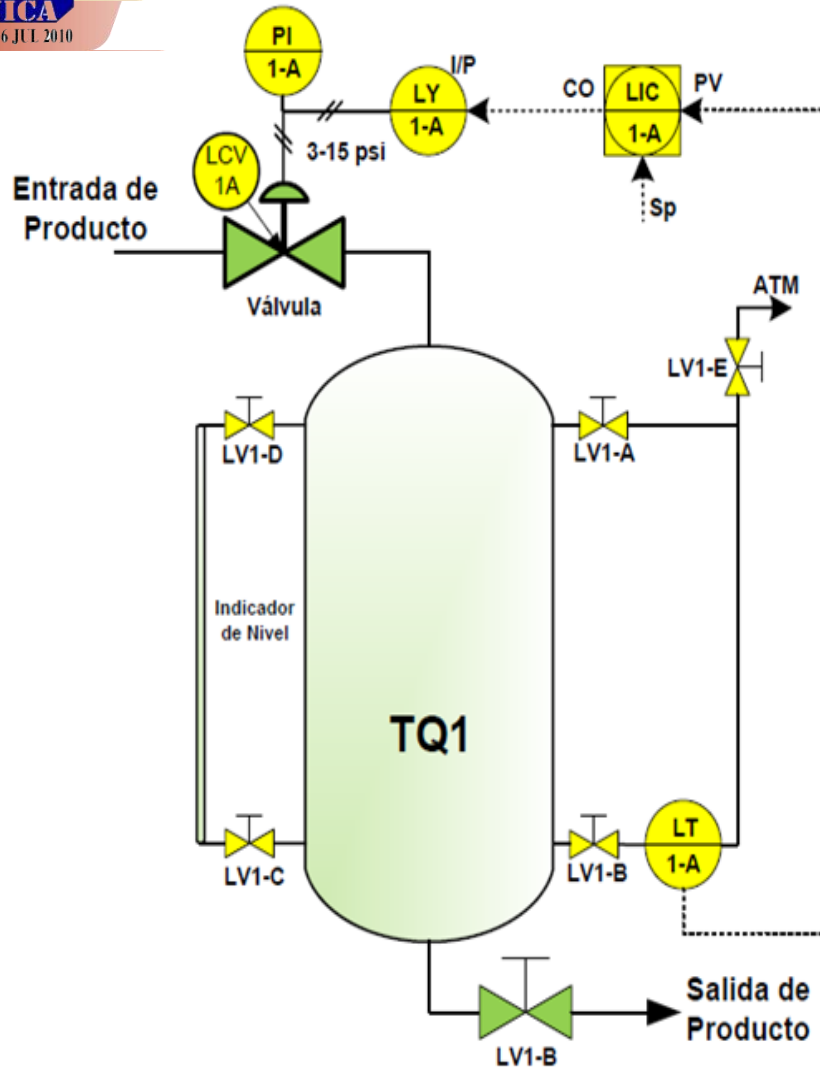 NICA
6 JUL 2010
PI
1-A
I/P
LY
1-A
CO
LIC
1-A
PV
3-15 psi
LCV
1A
Sp
Entrada de
Producto
Válvula
ATM
LV1-E
LV1-D
LV1-A
Indicador
de Nivel
TQ1
LT
1-A
LV1-C
LV1-B
Salida de
Producto
LV1-B